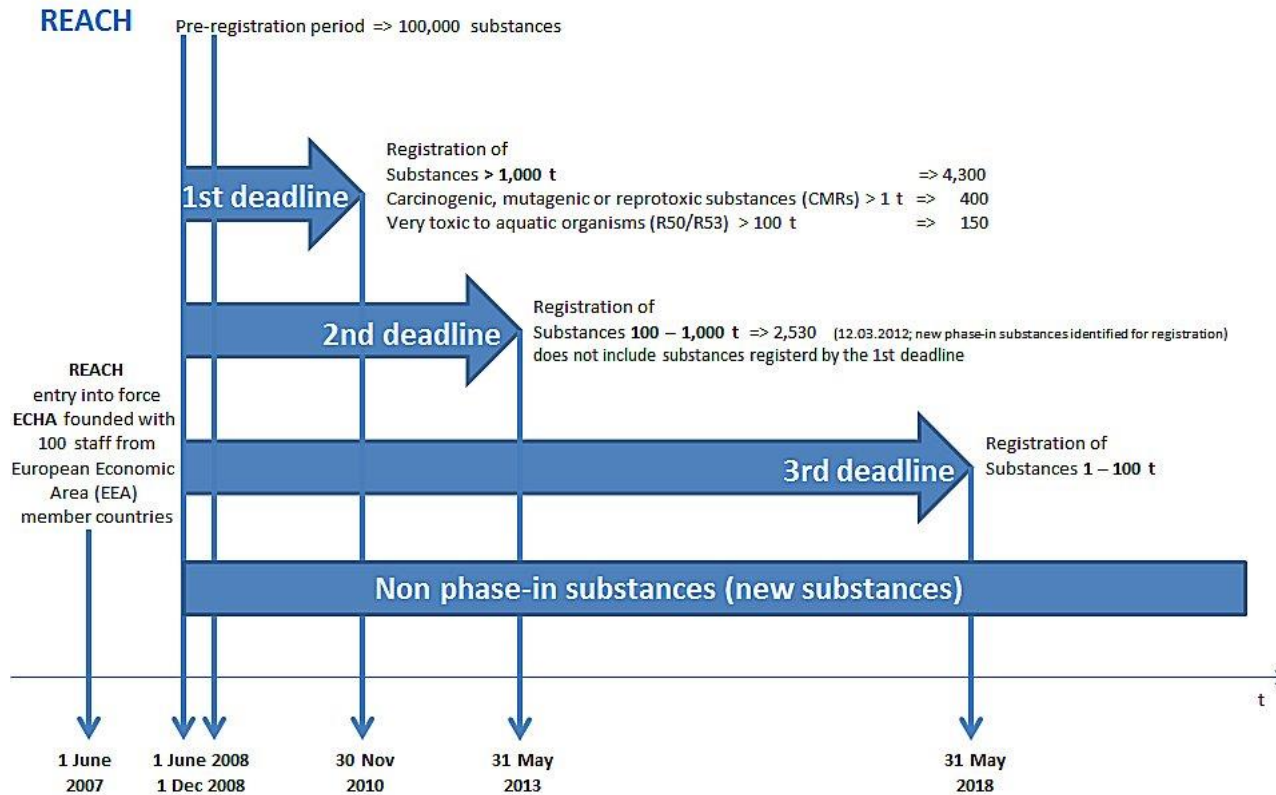 REACH
Pre-registration period => 100,000 substances
1st deadline
Registration of
Substances > 1,000 t => 4,300
Carcinogenic, mutagenic or reprotoxic substances (CMRs) > 1 t => 400
Very toxic to aquatic organisms (R50/R53) > 100 t => 150
2nd deadline
Registration of
Substances 100 – 1,000 t => 2,530 (12.03.2012; new phase-in substances identified for registration)
does not include substances registerd by the 1st deadline
REACH
entry into force
ECHA founded with
100 staff from
European Economic
Area (EEA)
member countries
3rd deadline
Registration of
Substances 1 – 100 t
Non phase-in substances (new substances)
t
1 June
2007
1 June 2008
1 Dec 2008
30 Nov
2010
31 May
2013
31 May
2018